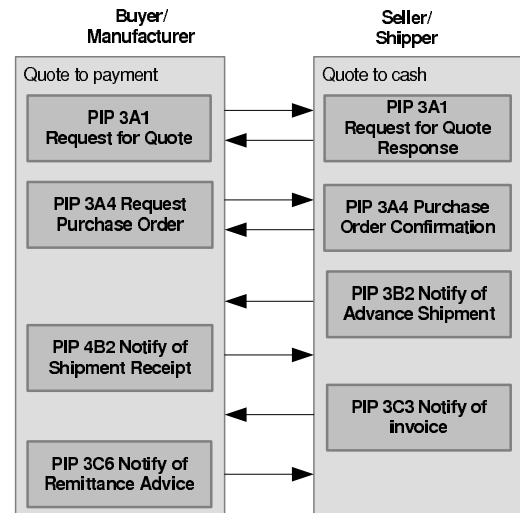 Buyer/
Manufacturer
Seller/
Shipper
Quote to payment
Quote to cash
PIP 3A1
Request for Quote
PIP 3A1
Request for Quote
Response
PIP 3A4 Request
Purchase Order
PIP 3A4 Purchase
Order Confirmation
PIP 3B2 Notify of
Advance Shipment
PIP 4B2 Notify of
Shipment Receipt
PIP 3C3 Notify of
invoice
PIP 3C6 Notify of
Remittance Advice